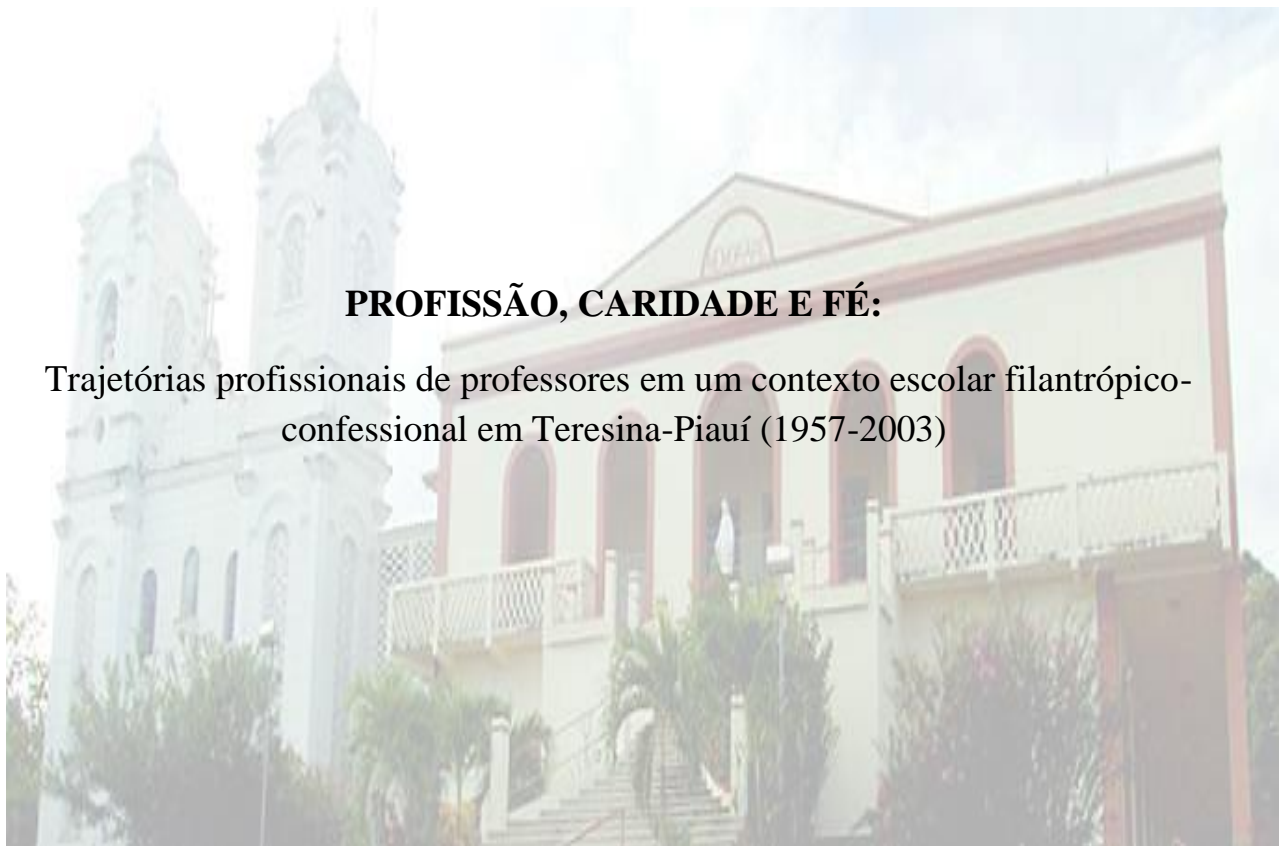 PROFISSÃO, CARIDADE E FÉ:
Trajetórias profissionais de professores em um contexto escolar filantrópico-
confessional em Teresina-Piauí (1957-2003)